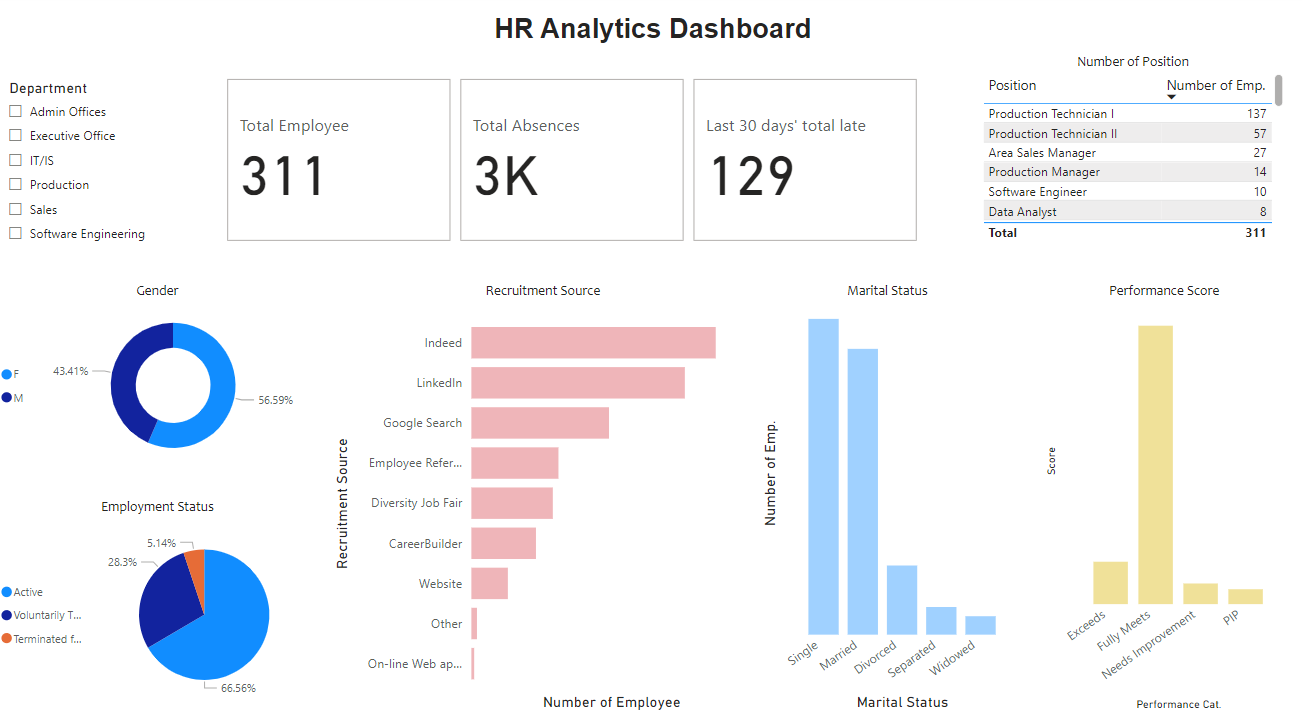 HR Analytics Dashboard
Department
Admin Offices
Executive Office
IT/IS
Production
Sales
Software Engineering
Total Employee
311
Total Absences
3K
Last 30 days' total late
129
Number of Position
Position Number of Emp.
Production Technician I 137
Production Technician II 57
Area Sales Manager 27
Production Manager 14
Software Engineer 10
Data Analyst 8
Total 311
Gender
F
M
43.41%
56.59%
Employment Status
Active
Voluntarily T...
Terminated f...
5.14%
28.3%
66.56%
Recruitment Source
Recruitment Source
Indeed
LinkedIn
Google Search
Employee Refer...
Diversity Job Fair
CareerBuilder
Website
Other
On-line Web ap...
Number of Employee
Marital Status
Number of Emp.
Single
Married
Divorced
Separated
Widowed
Marital Status
Performance Score
Score
Exceeds
Fully Meets
Needs Improvement
PIP
Performance Cat.